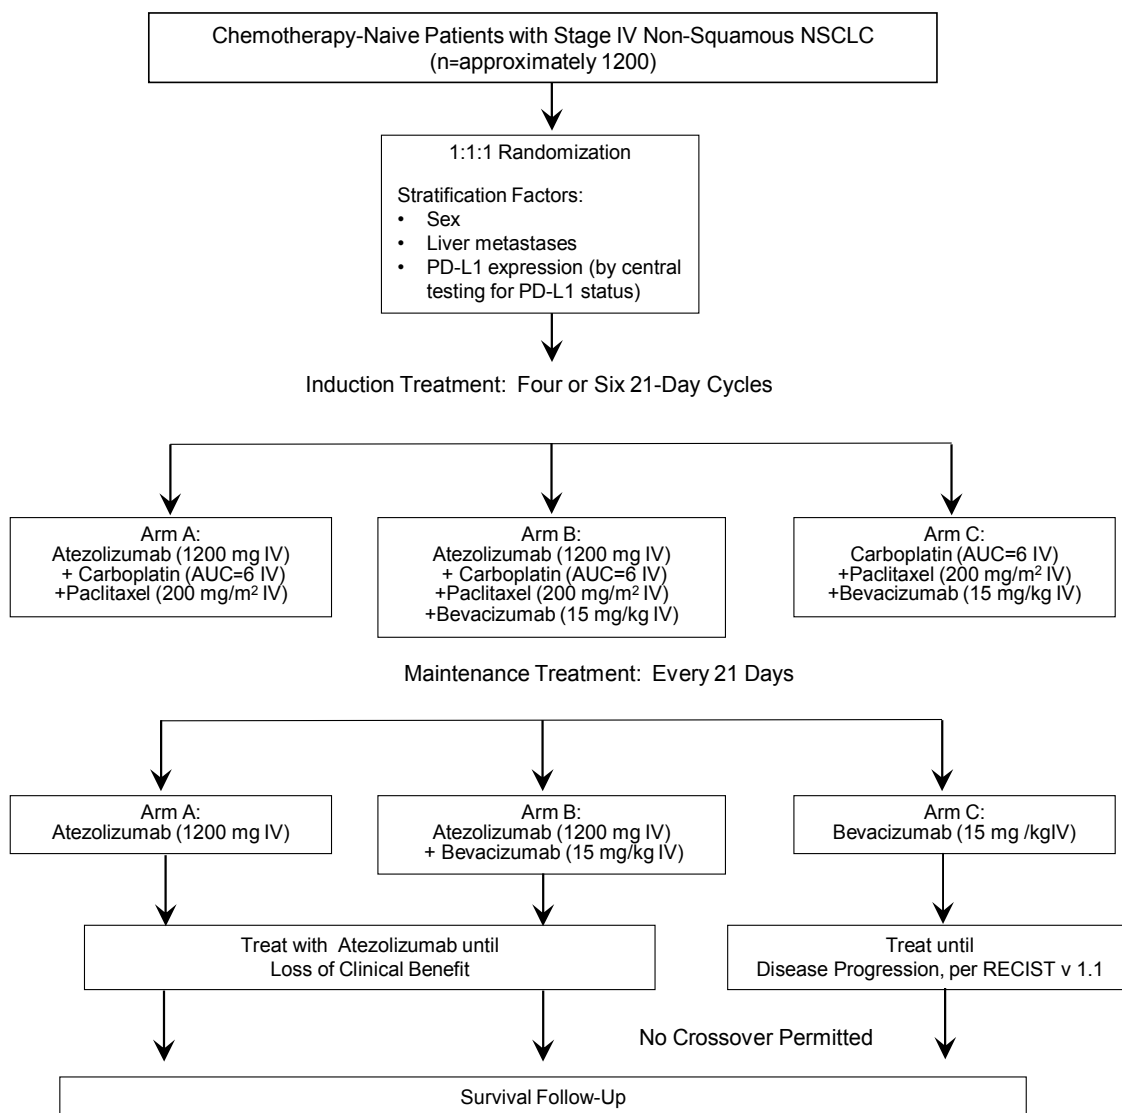 Chemotherapy-Naive Patients with Stage IV Non-Squamous NSCLC
(n=approximately 1200)
1:1:1 Randomization
Stratification Factors:
• Sex
• Liver metastases
• PD-L1 expression (by central
testing for PD-L1 status)
Induction Treatment: Four or Six 21-Day Cycles
Arm A:
Atezolizumab (1200 mg IV)
+ Carboplatin (AUC=6 IV)
+Paclitaxel (200 mg/m² IV)
Arm B:
Atezolizumab (1200 mg IV)
+ Carboplatin (AUC=6 IV)
+Paclitaxel (200 mg/m² IV)
+Bevacizumab (15 mg/kg IV)
Arm C:
Carboplatin (AUC=6 IV)
+Paclitaxel (200 mg/m² IV)
+Bevacizumab (15 mg/kg IV)
Maintenance Treatment: Every 21 Days
Arm A:
Atezolizumab (1200 mg IV)
Arm B:
Atezolizumab (1200 mg IV)
+ Bevacizumab (15 mg/kg IV)
Arm C:
Bevacizumab (15 mg /kgIV)
Treat with Atezolizumab until
Loss of Clinical Benefit
Treat until
Disease Progression, per RECIST v 1.1
No Crossover Permitted
Survival Follow-Up